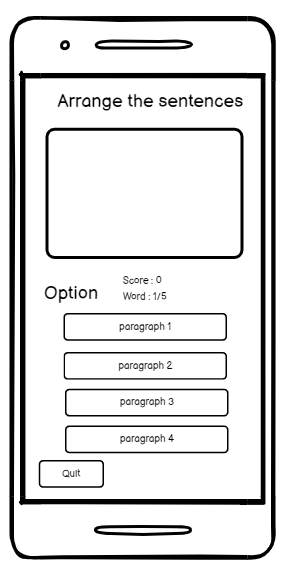 Arrange the sentences
Score : 0
Option
Word : 1/5
paragraph 1
paragraph 2
paragraph 3
paragraph 4
Quit